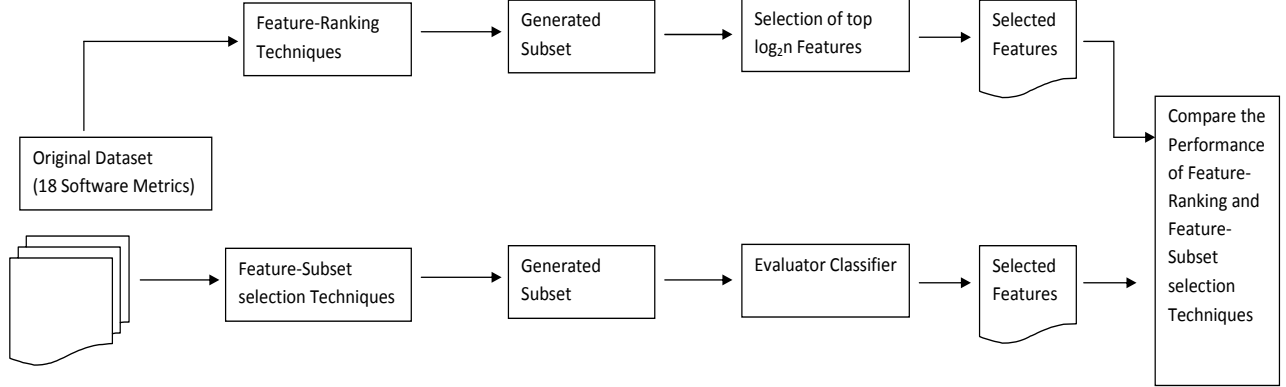 Feature-Ranking
Techniques
Generated
Subset
Selection of top
log₂n Features
Selected
Features
Original Dataset
(18 Software Metrics)
Feature-Subset
selection Techniques
Generated
Subset
Evaluator Classifier
Selected
Features
Compare the
Performance
of Feature-
Ranking and
Feature-
Subset
selection
Techniques